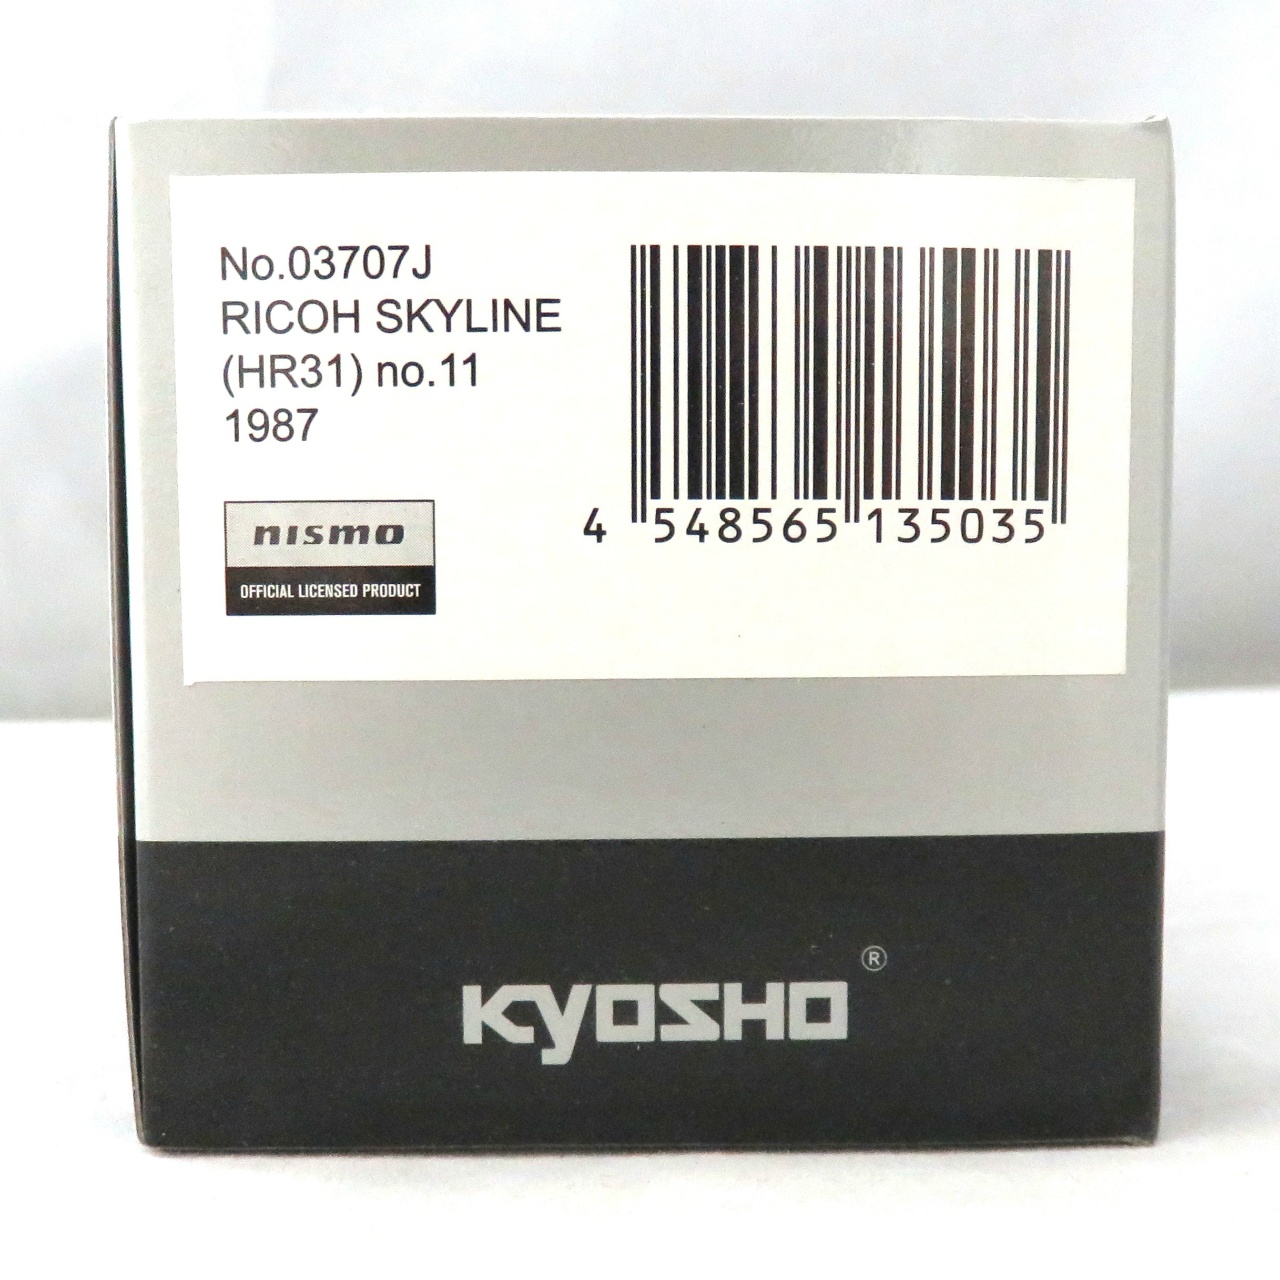 No.03707J
RICOH SKYLINE
(HR31) no.11
1987
nismo
OFFICIAL LICENSED PRODUCT
4 548565 135035
KYOSHO ®